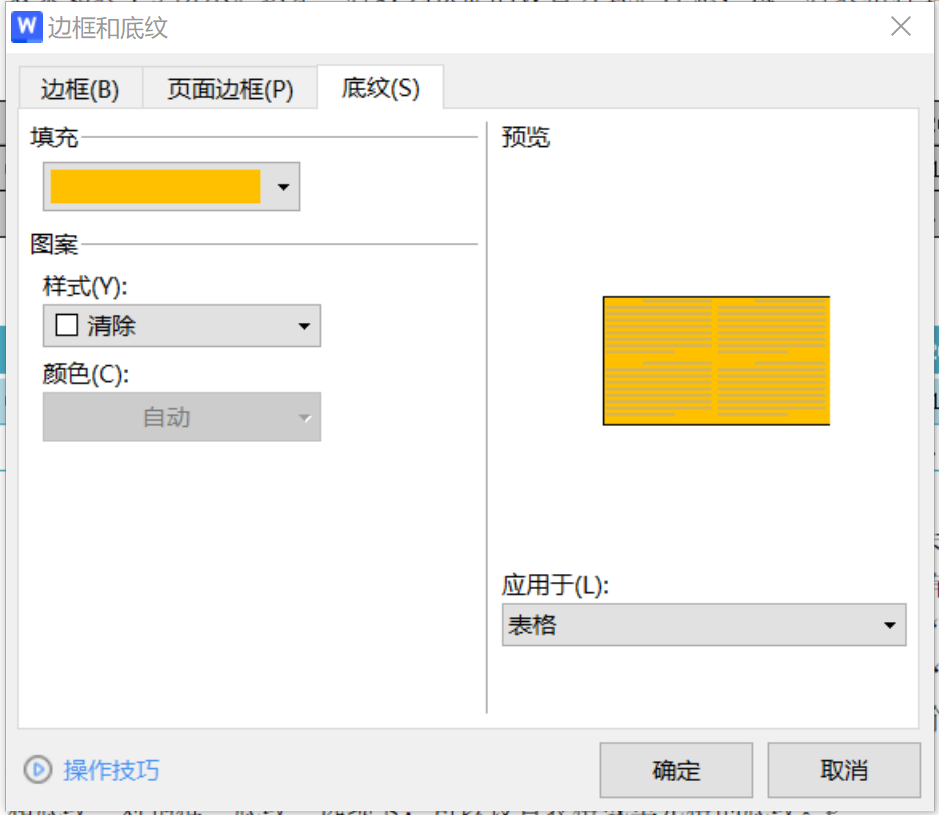 W 边框和底纹
边框(B) 页面边框(P) 底纹(S)
填充
预览
图案
样式(Y):
清除
颜色(C):
自动
应用于(L):
表格
操作技巧
确定 取消